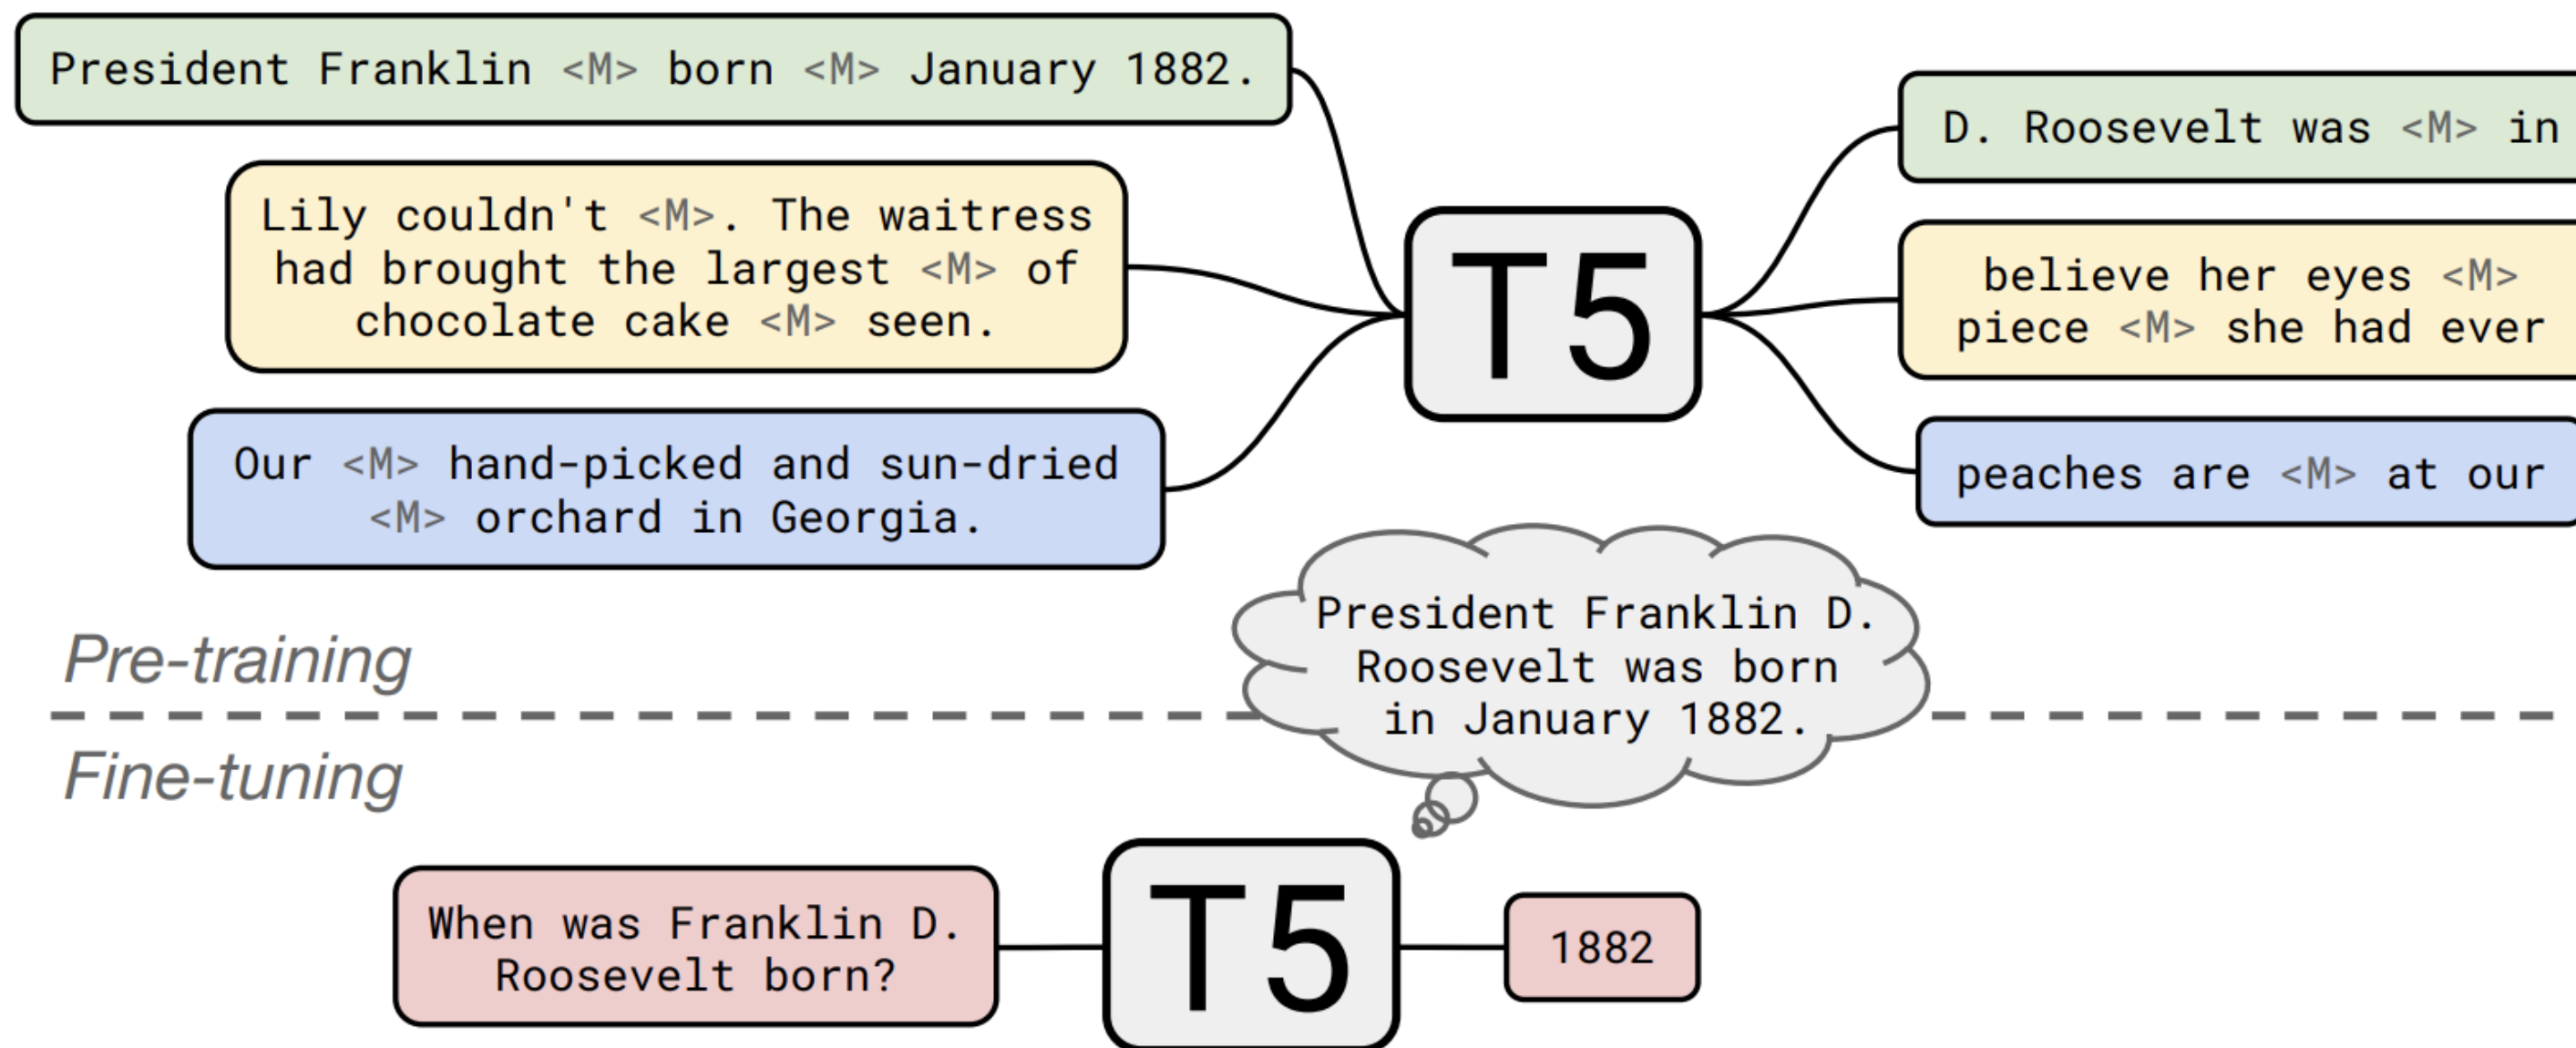 President Franklin <M> born <M> January 1882.
Lily couldn't <M>. The waitress
had brought the largest <M> of
chocolate cake <M> seen.
Our <M> hand-picked and sun-dried
<M> orchard in Georgia.
T5
D. Roosevelt was <M> in
believe her eyes <M>
piece <M> she had ever
peaches are <M> at our
President Franklin D.
Roosevelt was born
in January 1882.
Pre-training
Fine-tuning
When was Franklin D.
Roosevelt born?
T5
1882